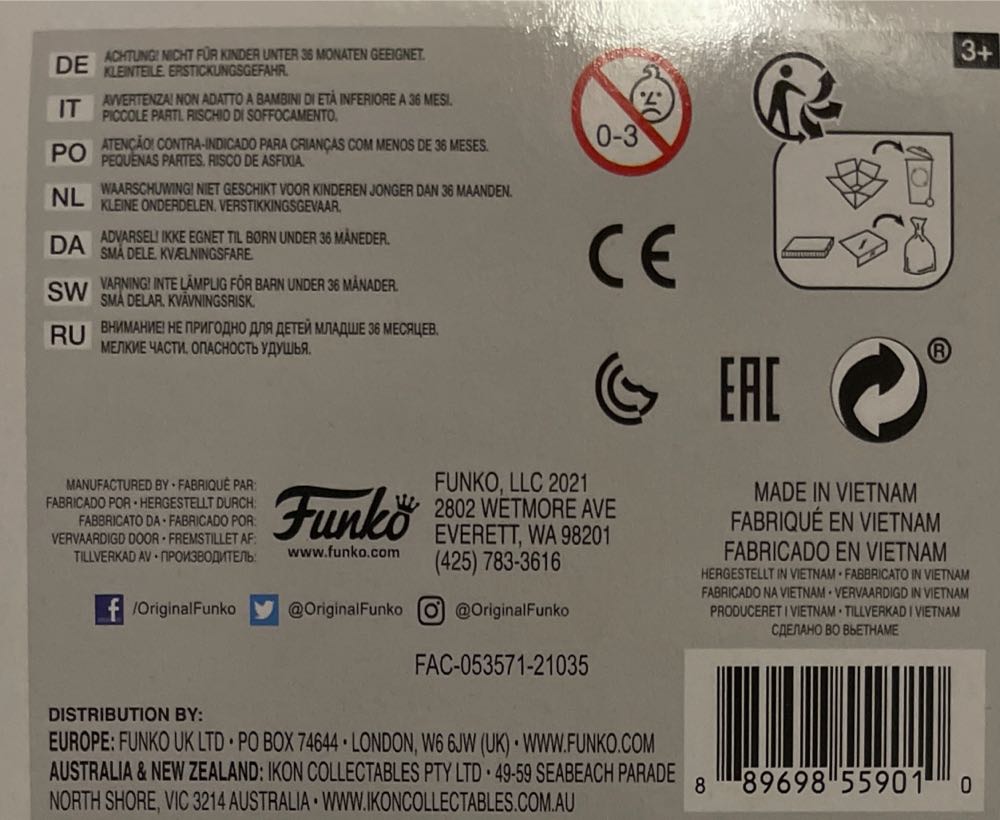 3+
DE ACHTUNG! NICHT FÜR KINDER UNTER 36 MONATEN GEEIGNET.
KLEINTEILE. ERSTICKUNGSGEFAHR.
IT AVVERTENZA! NON ADATTO A BAMBINI DI ETÀ INFERIORE A 36 MESI.
PICCOLE PARTI. RISCHIO DI SOFFOCAMENTO.
PO ATENÇÃO! CONTRA-INDICADO PARA CRIANÇAS COM MENOS DE 36 MESES.
PEQUENAS PARTES. RISCO DE ASFIXIA.
NL WAARSCHUWING! NIET GESCHIKT VOOR KINDEREN JONGER DAN 36 MAANDEN.
KLEINE ONDERDELEN. VERSTIKKINGSGEVAAR.
DA ADVARSEL! IKKE EGNET TIL BØRN UNDER 36 MÅNEDER.
SMÅ DELE. KVÆLNINGSFARE.
SW VARNING! INTE LÄMPLIG FÖR BARN UNDER 36 MÅNADER.
SMÅ DELAR. KVÄVNINGSRISK.
RU ВНИМАНИЕ! НЕ ПРИГОДНО ДЛЯ ДЕТЕЙ МЛАДШЕ 36 МЕСЯЦЕВ.
МЕЛКИЕ ЧАСТИ. ОПАСНОСТЬ УДУШЬЯ.
0-3
CE
EAC
®
MANUFACTURED BY • FABRIQUÉ PAR:
FABRICADO POR • HERGESTELLT DURCH:
FABBRICATO DA • FABRICADO POR:
VERVAARDIGD DOOR • FREMSTILLET AF:
TILLVERKAD AV • ПРОИЗВОДИТЕЛЬ:
Funko
www.funko.com
FUNKO, LLC 2021
2802 WETMORE AVE
EVERETT, WA 98201
(425) 783-3616
MADE IN VIETNAM
FABRIQUÉ EN VIETNAM
FABRICADO EN VIETNAM
HERGESTELLT IN VIETNAM • FABBRICATO IN VIETNAM
FABRICADO NA VIETNAM • VERVAARDIGD IN VIETNAM
PRODUCERET I VIETNAM • TILLVERKAD I VIETNAM
СДЕЛАНО ВО ВЬЕТНАМЕ
f /OriginalFunko @OriginalFunko @OriginalFunko
FAC-053571-21035
DISTRIBUTION BY:
EUROPE: FUNKO UK LTD • PO BOX 74644 • LONDON, W6 6JW (UK) • WWW.FUNKO.COM
AUSTRALIA & NEW ZEALAND: IKON COLLECTABLES PTY LTD • 49-59 SEABEACH PARADE
NORTH SHORE, VIC 3214 AUSTRALIA • WWW.IKONCOLLECTABLES.COM.AU
8 89698 55901 0